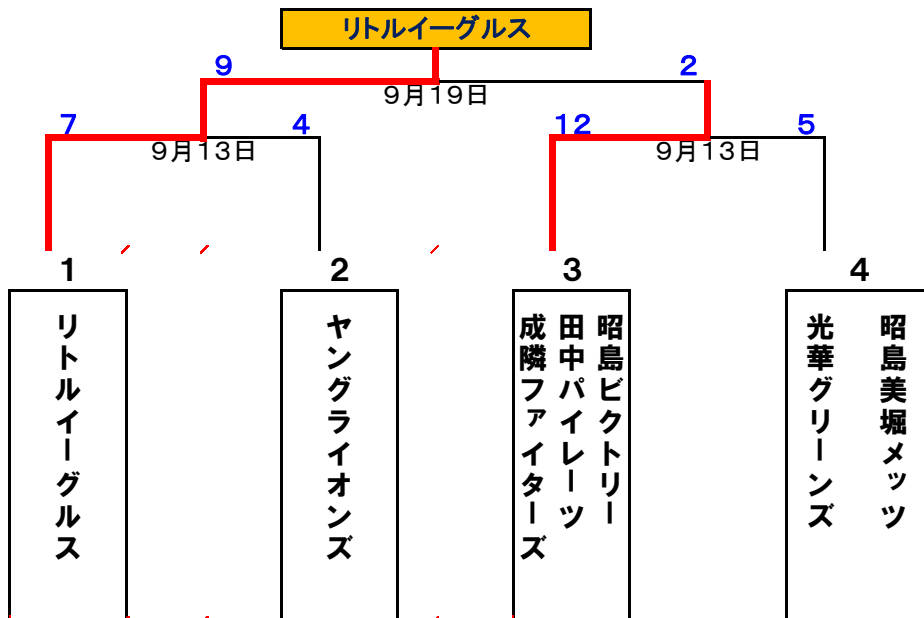 リトルイーグルス
9
2
9月19日
7
4
12
5
9月13日
9月13日
1
2
3
4
リトルイーグルス
ヤングライオンズ
昭島ビクトリー
田中パイレーツ
成隣ファイターズ
昭島美堀メッツ
光華グリーンズ